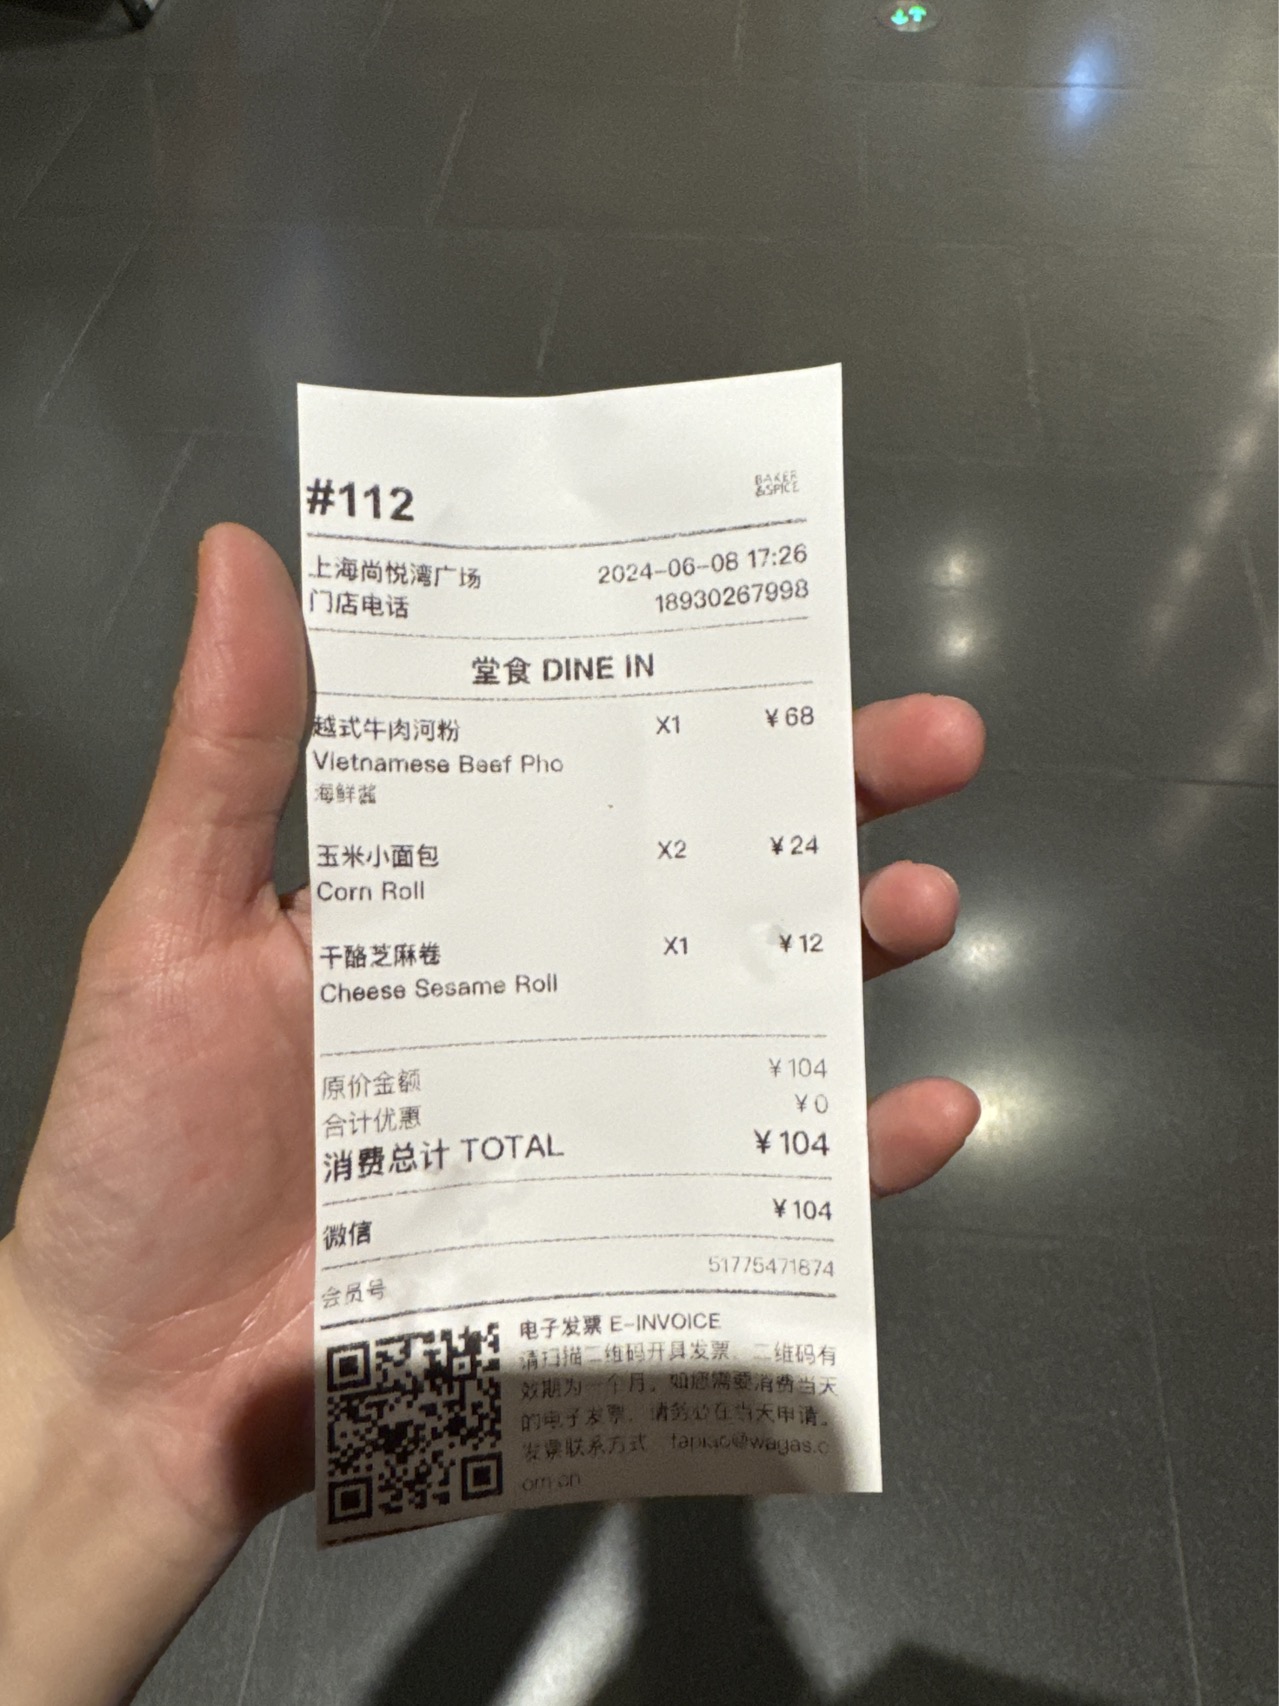 #112
BAKER
&SPICE
上海尚悦湾广场 2024-06-08 17:26
门店电话 18930267998
堂食 DINE IN
越式牛肉河粉 X1 ¥68
Vietnamese Beef Pho
海鲜酱
玉米小面包 X2 ¥24
Corn Roll
干酪芝麻卷 X1 ¥12
Cheese Sesame Roll
原价金额 ¥104
合计优惠 ¥0
消费总计 TOTAL ¥104
微信 ¥104
会员号 51775471874
电子发票 E-INVOICE
请扫描二维码开具发票，二维码有
效期为一个月。如您需要消费当天
的电子发票，请务必在当天申请。
发票联系方式 fapiao@wagas.c
om.cn